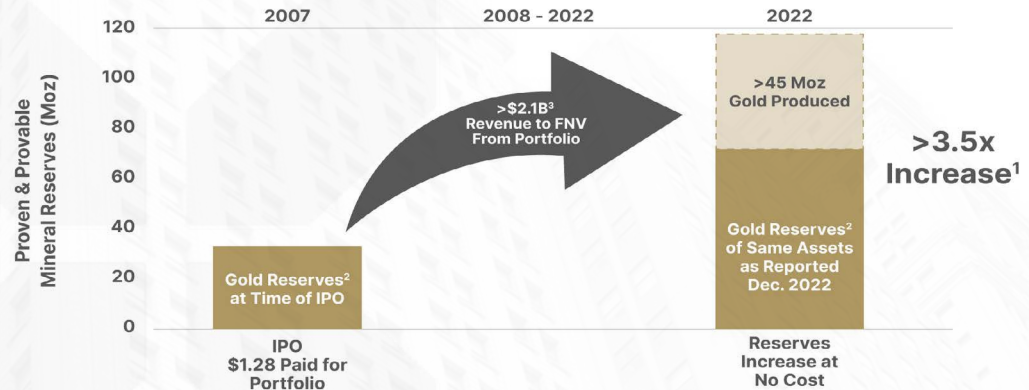 2007
2008 - 2022
2022
Proven & Provable
Mineral Reserves (Moz)
120
100
80
60
40
20
0
>$2.1B³
Revenue to FNV
From Portfolio
>45 Moz
Gold Produced
>3.5x
Increase¹
Gold Reserves²
at Time of IPO
Gold Reserves²
of Same Assets
as Reported
Dec. 2022
IPO
$1.28 Paid for
Portfolio
Reserves
Increase at
No Cost